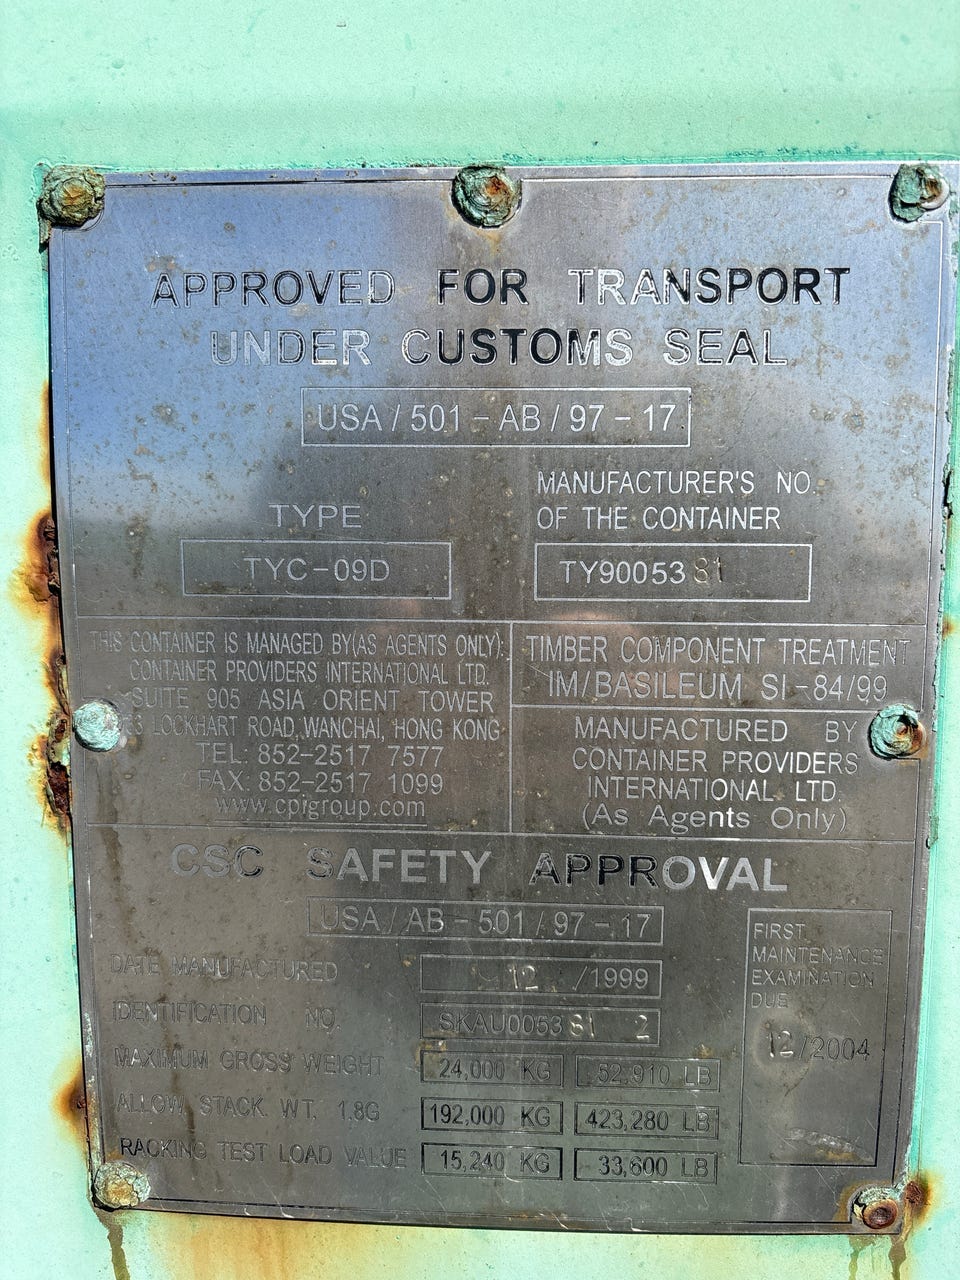 APPROVED FOR TRANSPORT
UNDER CUSTOMS SEAL
USA / 501 - AB / 97 - 17
TYPE
TYC-09D
MANUFACTURER'S NO.
OF THE CONTAINER
TY9005381
THIS CONTAINER IS MANAGED BY(AS AGENTS ONLY):
CONTAINER PROVIDERS INTERNATIONAL LTD.
SUITE 905 ASIA ORIENT TOWER
LOCKHART ROAD, WANCHAI, HONG KONG
TEL: 852-2517 7577
FAX: 852-2517 1099
www.cpigroup.com
TIMBER COMPONENT TREATMENT
IM/BASILEUM SI-84/99
MANUFACTURED BY
CONTAINER PROVIDERS
INTERNATIONAL LTD.
(As Agents Only)
CSC SAFETY APPROVAL
USA / AB - 501 / 97 - 17
DATE MANUFACTURED 12 /1999
IDENTIFICATION NO. SKAU005381 2
MAXIMUM GROSS WEIGHT 24,000 KG 52,910 LB
ALLOW. STACK. WT. 1.8G 192,000 KG 423,280 LB
RACKING TEST LOAD VALUE 15,240 KG 33,600 LB
FIRST
MAINTENANCE
EXAMINATION
DUE
12/2004